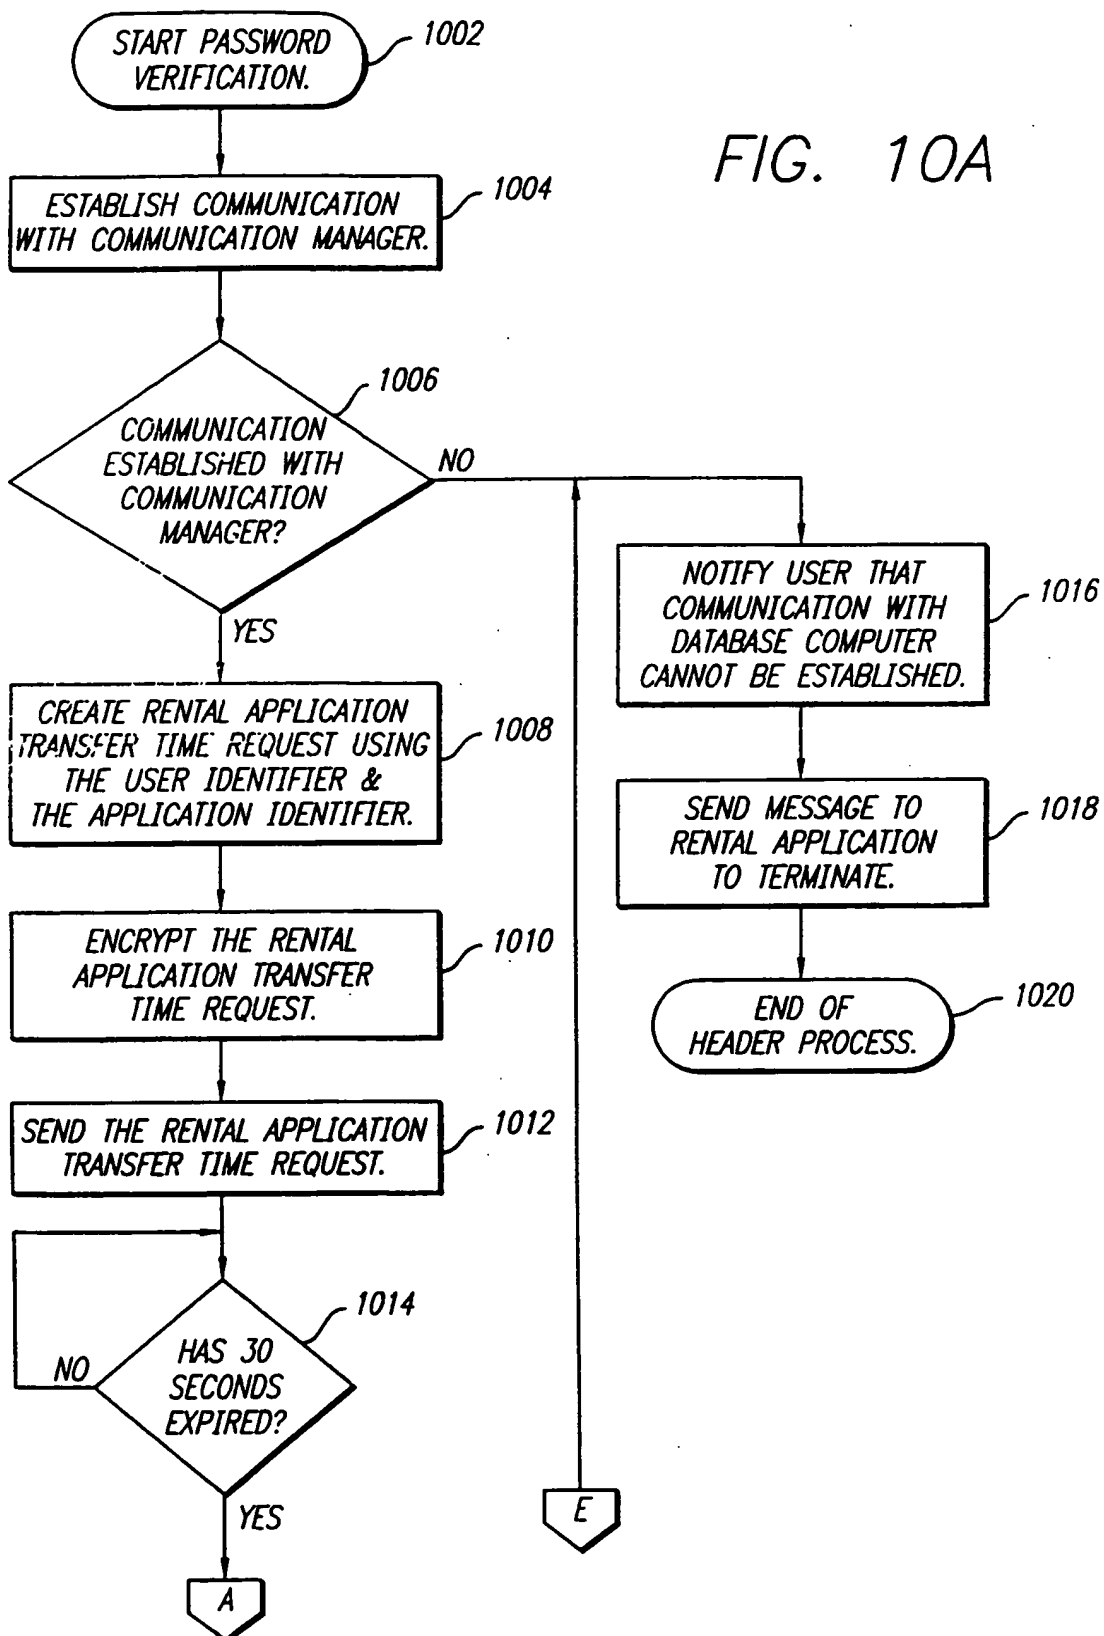 START PASSWORD
VERIFICATION.
1002
FIG. 10A
ESTABLISH COMMUNICATION
WITH COMMUNICATION MANAGER.
1004
COMMUNICATION
ESTABLISHED WITH
COMMUNICATION
MANAGER?
1006
NO
YES
CREATE RENTAL APPLICATION
TRANSFER TIME REQUEST USING
THE USER IDENTIFIER &
THE APPLICATION IDENTIFIER.
1008
ENCRYPT THE RENTAL
APPLICATION TRANSFER
TIME REQUEST.
1010
SEND THE RENTAL APPLICATION
TRANSFER TIME REQUEST.
1012
HAS 30
SECONDS
EXPIRED?
1014
NO
YES
A
NOTIFY USER THAT
COMMUNICATION WITH
DATABASE COMPUTER
CANNOT BE ESTABLISHED.
1016
SEND MESSAGE TO
RENTAL APPLICATION
TO TERMINATE.
1018
END OF
HEADER PROCESS.
1020
E